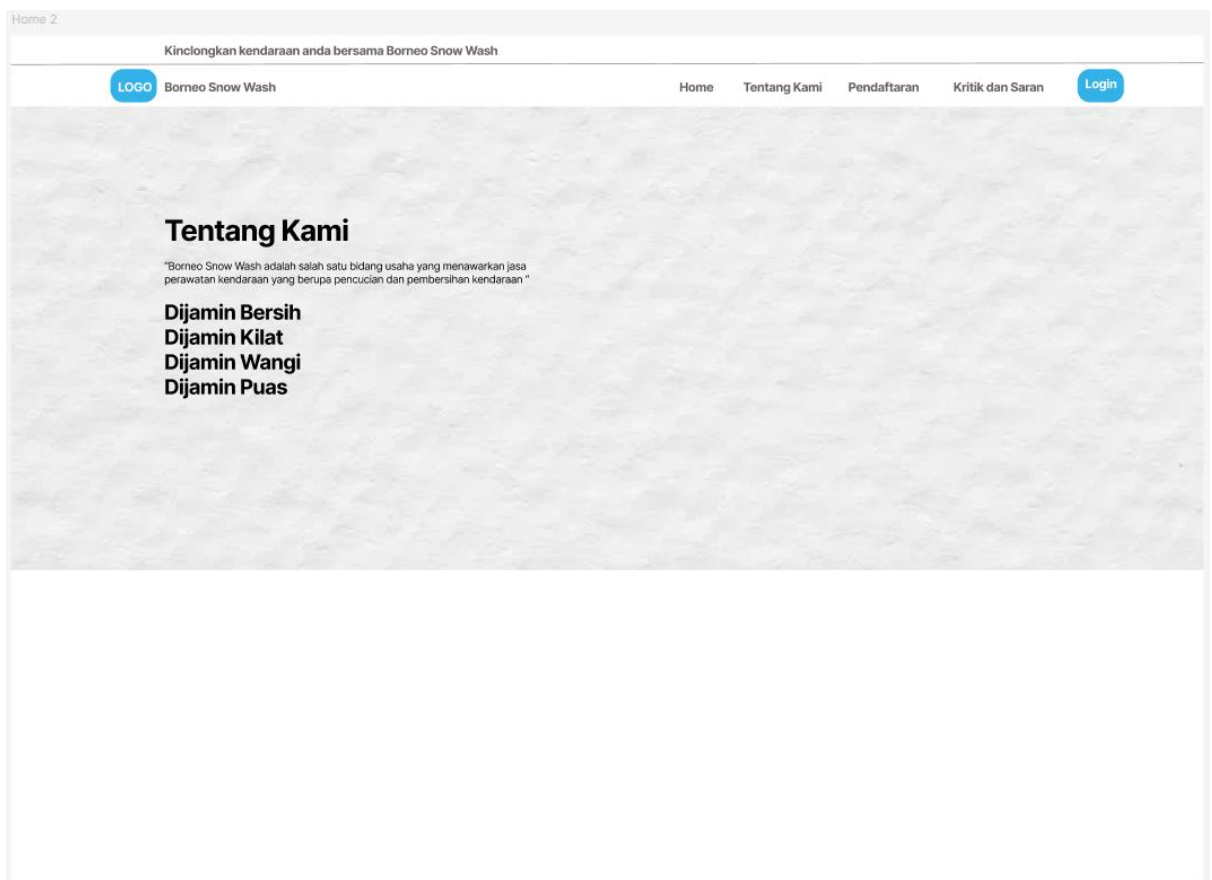 Home 2
Kinclongkan kendaraan anda bersama Borneo Snow Wash
LOGO Borneo Snow Wash Home Tentang Kami Pendaftaran Kritik dan Saran Login
Tentang Kami
"Borneo Snow Wash adalah salah satu bidang usaha yang menawarkan jasa
perawatan kendaraan yang berupa pencucian dan pembersihan kendaraan "
Dijamin Bersih
Dijamin Kilat
Dijamin Wangi
Dijamin Puas